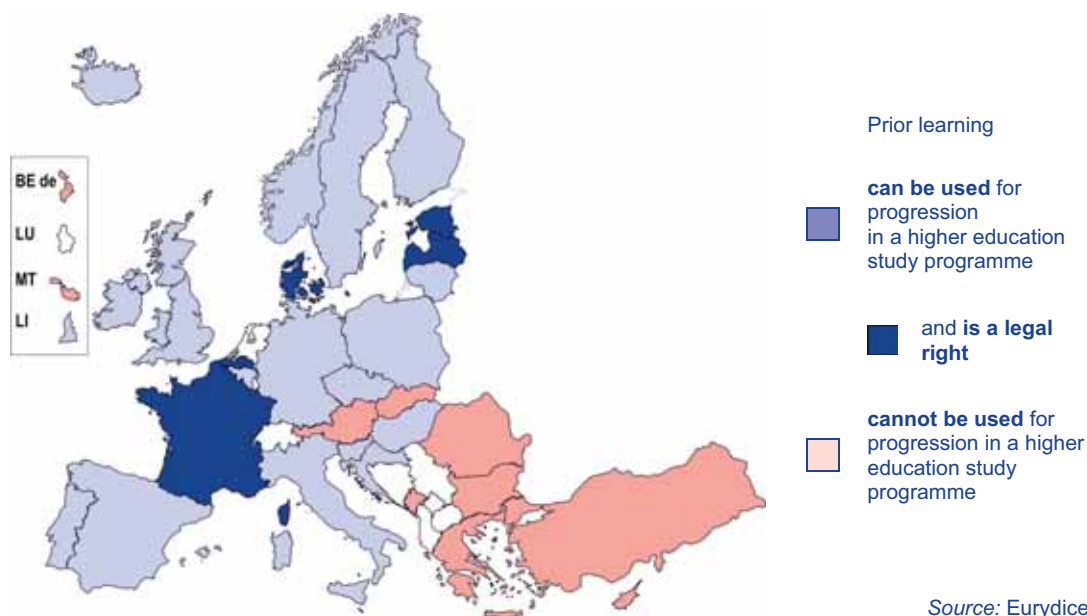 BE de
LU
MT
LI
Prior learning
can be used for
progression
in a higher education
study programme
and is a legal
right
cannot be used for
progression in a higher
education study
programme
Source: Eurydice